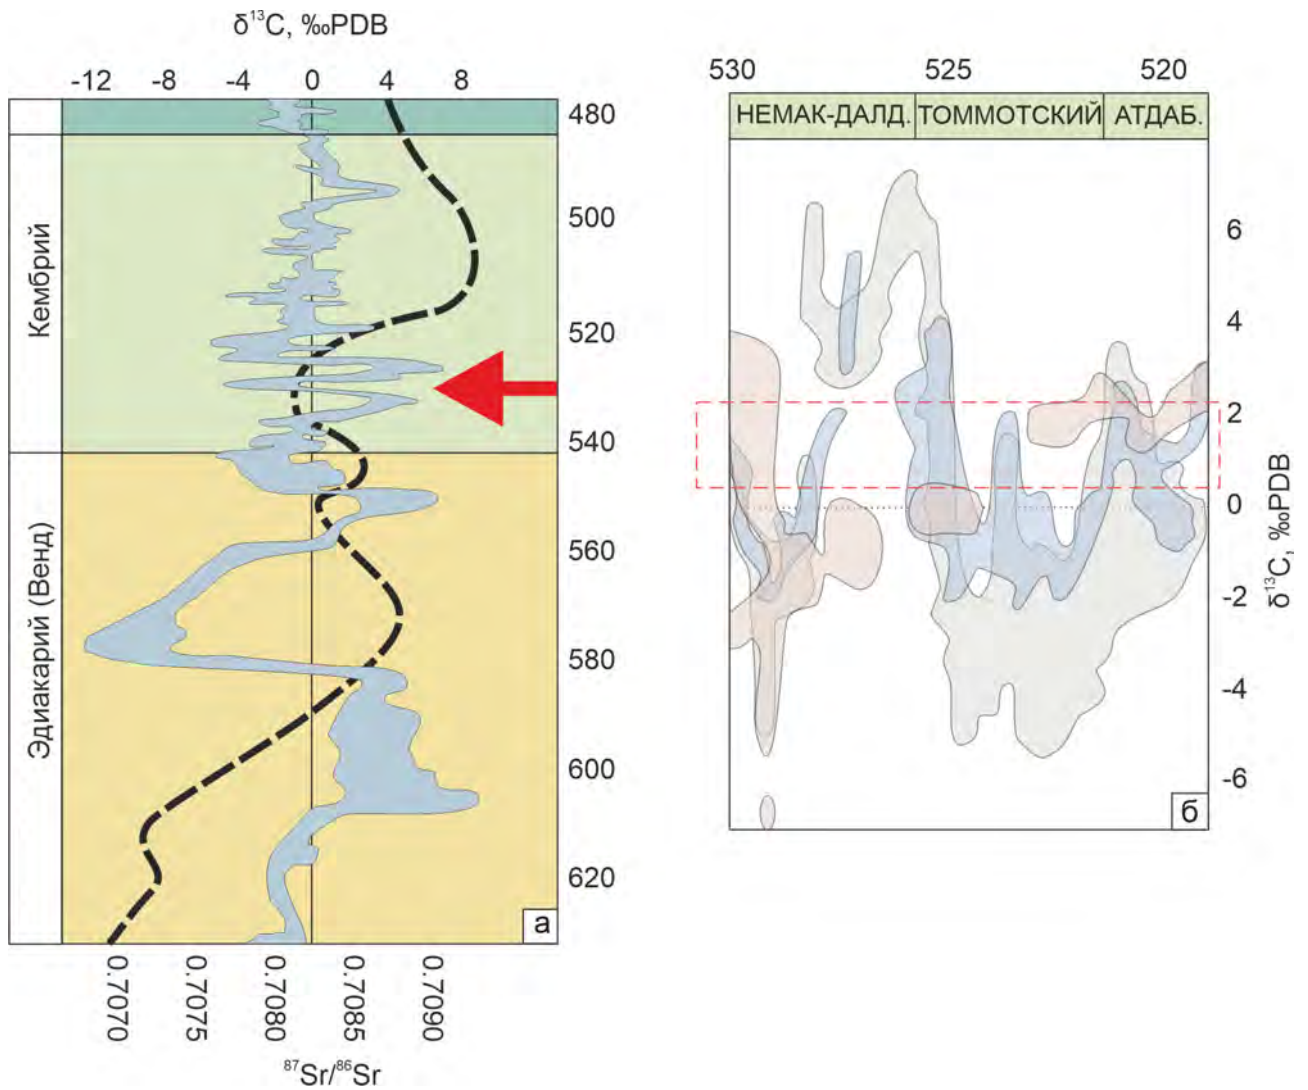 δ¹³C, ‰PDB
-12 -8 -4 0 4 8
480
500
520
540
560
580
600
620
Кембрий
Эдиакарий (Венд)
а
0.7070 0.7075 0.7080 0.7085 0.7090
⁸⁷Sr/⁸⁶Sr
530 525 520
НЕМАК-ДАЛД. ТОММОТСКИЙ АТДАБ.
6
4
2
0
-2
-4
-6
δ¹³C, ‰PDB
б